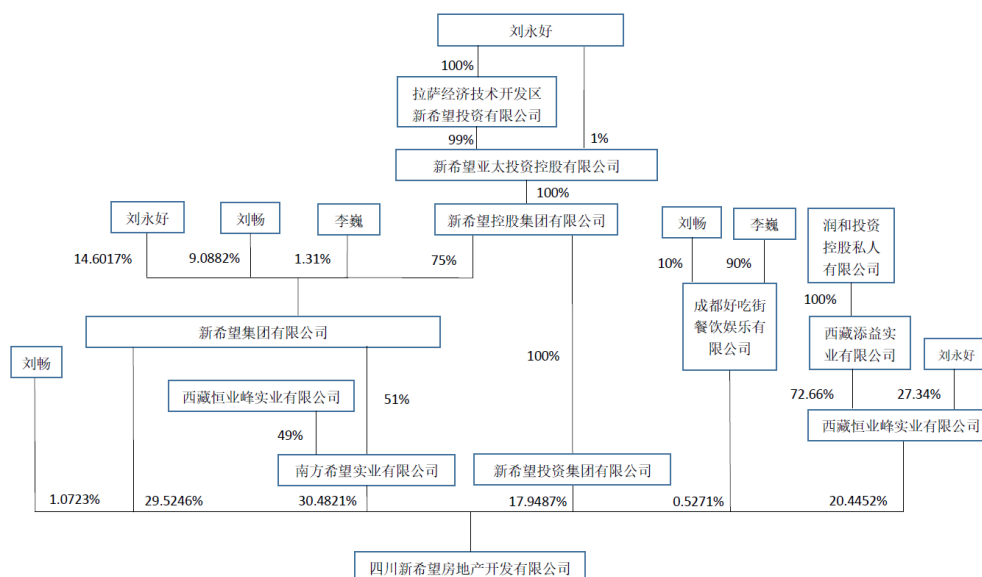 刘永好
100%
拉萨经济技术开发区
新希望投资有限公司
99%
1%
新希望亚太投资控股有限公司
100%
刘永好
刘畅
李巍
新希望控股集团有限公司
刘畅
李巍
润和投资
控股私人
有限公司
14.6017%
9.0882%
1.31%
75%
10%
90%
100%
新希望集团有限公司
成都好吃街
餐饮娱乐有
限公司
西藏添益实
业有限公司
刘畅
100%
刘永好
西藏恒业峰实业有限公司
51%
72.66%
27.34%
49%
西藏恒业峰实业有限公司
南方希望实业有限公司
新希望投资集团有限公司
1.0723%
29.5246%
30.4821%
17.9487%
0.5271%
20.4452%
四川新希望房地产开发有限公司